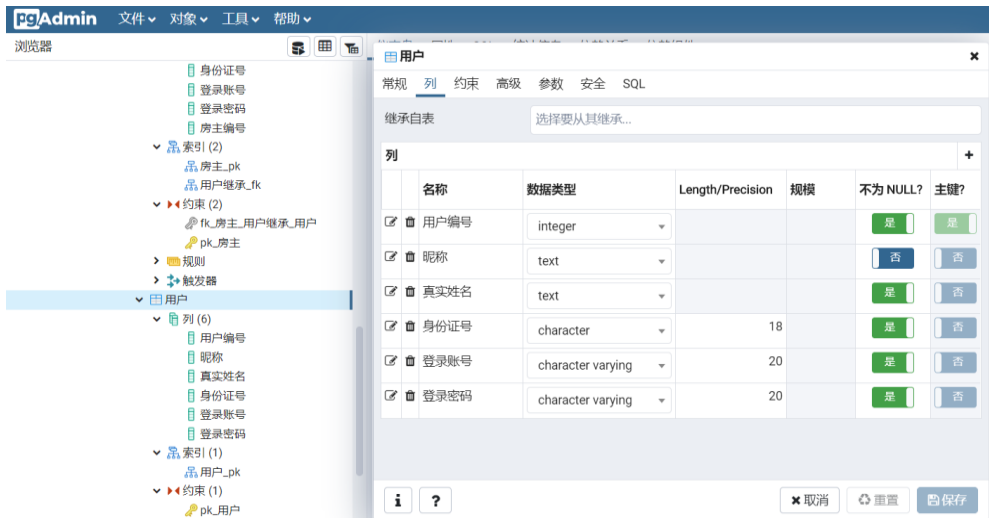 pgAdmin 文件 对象 工具 帮助
浏览器
身份证号
登录账号
登录密码
房主编号
索引 (2)
房主_pk
用户继承_fk
约束 (2)
fk_房主_用户继承_用户
pk_房主
规则
触发器
用户
列 (6)
用户编号
昵称
真实姓名
身份证号
登录账号
登录密码
索引 (1)
用户_pk
约束 (1)
pk_用户
用户
常规 列 约束 高级 参数 安全 SQL
继承自表 选择要从其继承...
列
名称 数据类型 Length/Precision 规模 不为 NULL? 主键?
用户编号 integer 是 是
昵称 text 否 否
真实姓名 text 是 否
身份证号 character 18 是 否
登录账号 character varying 20 是 否
登录密码 character varying 20 是 否
i ? 取消 重置 保存